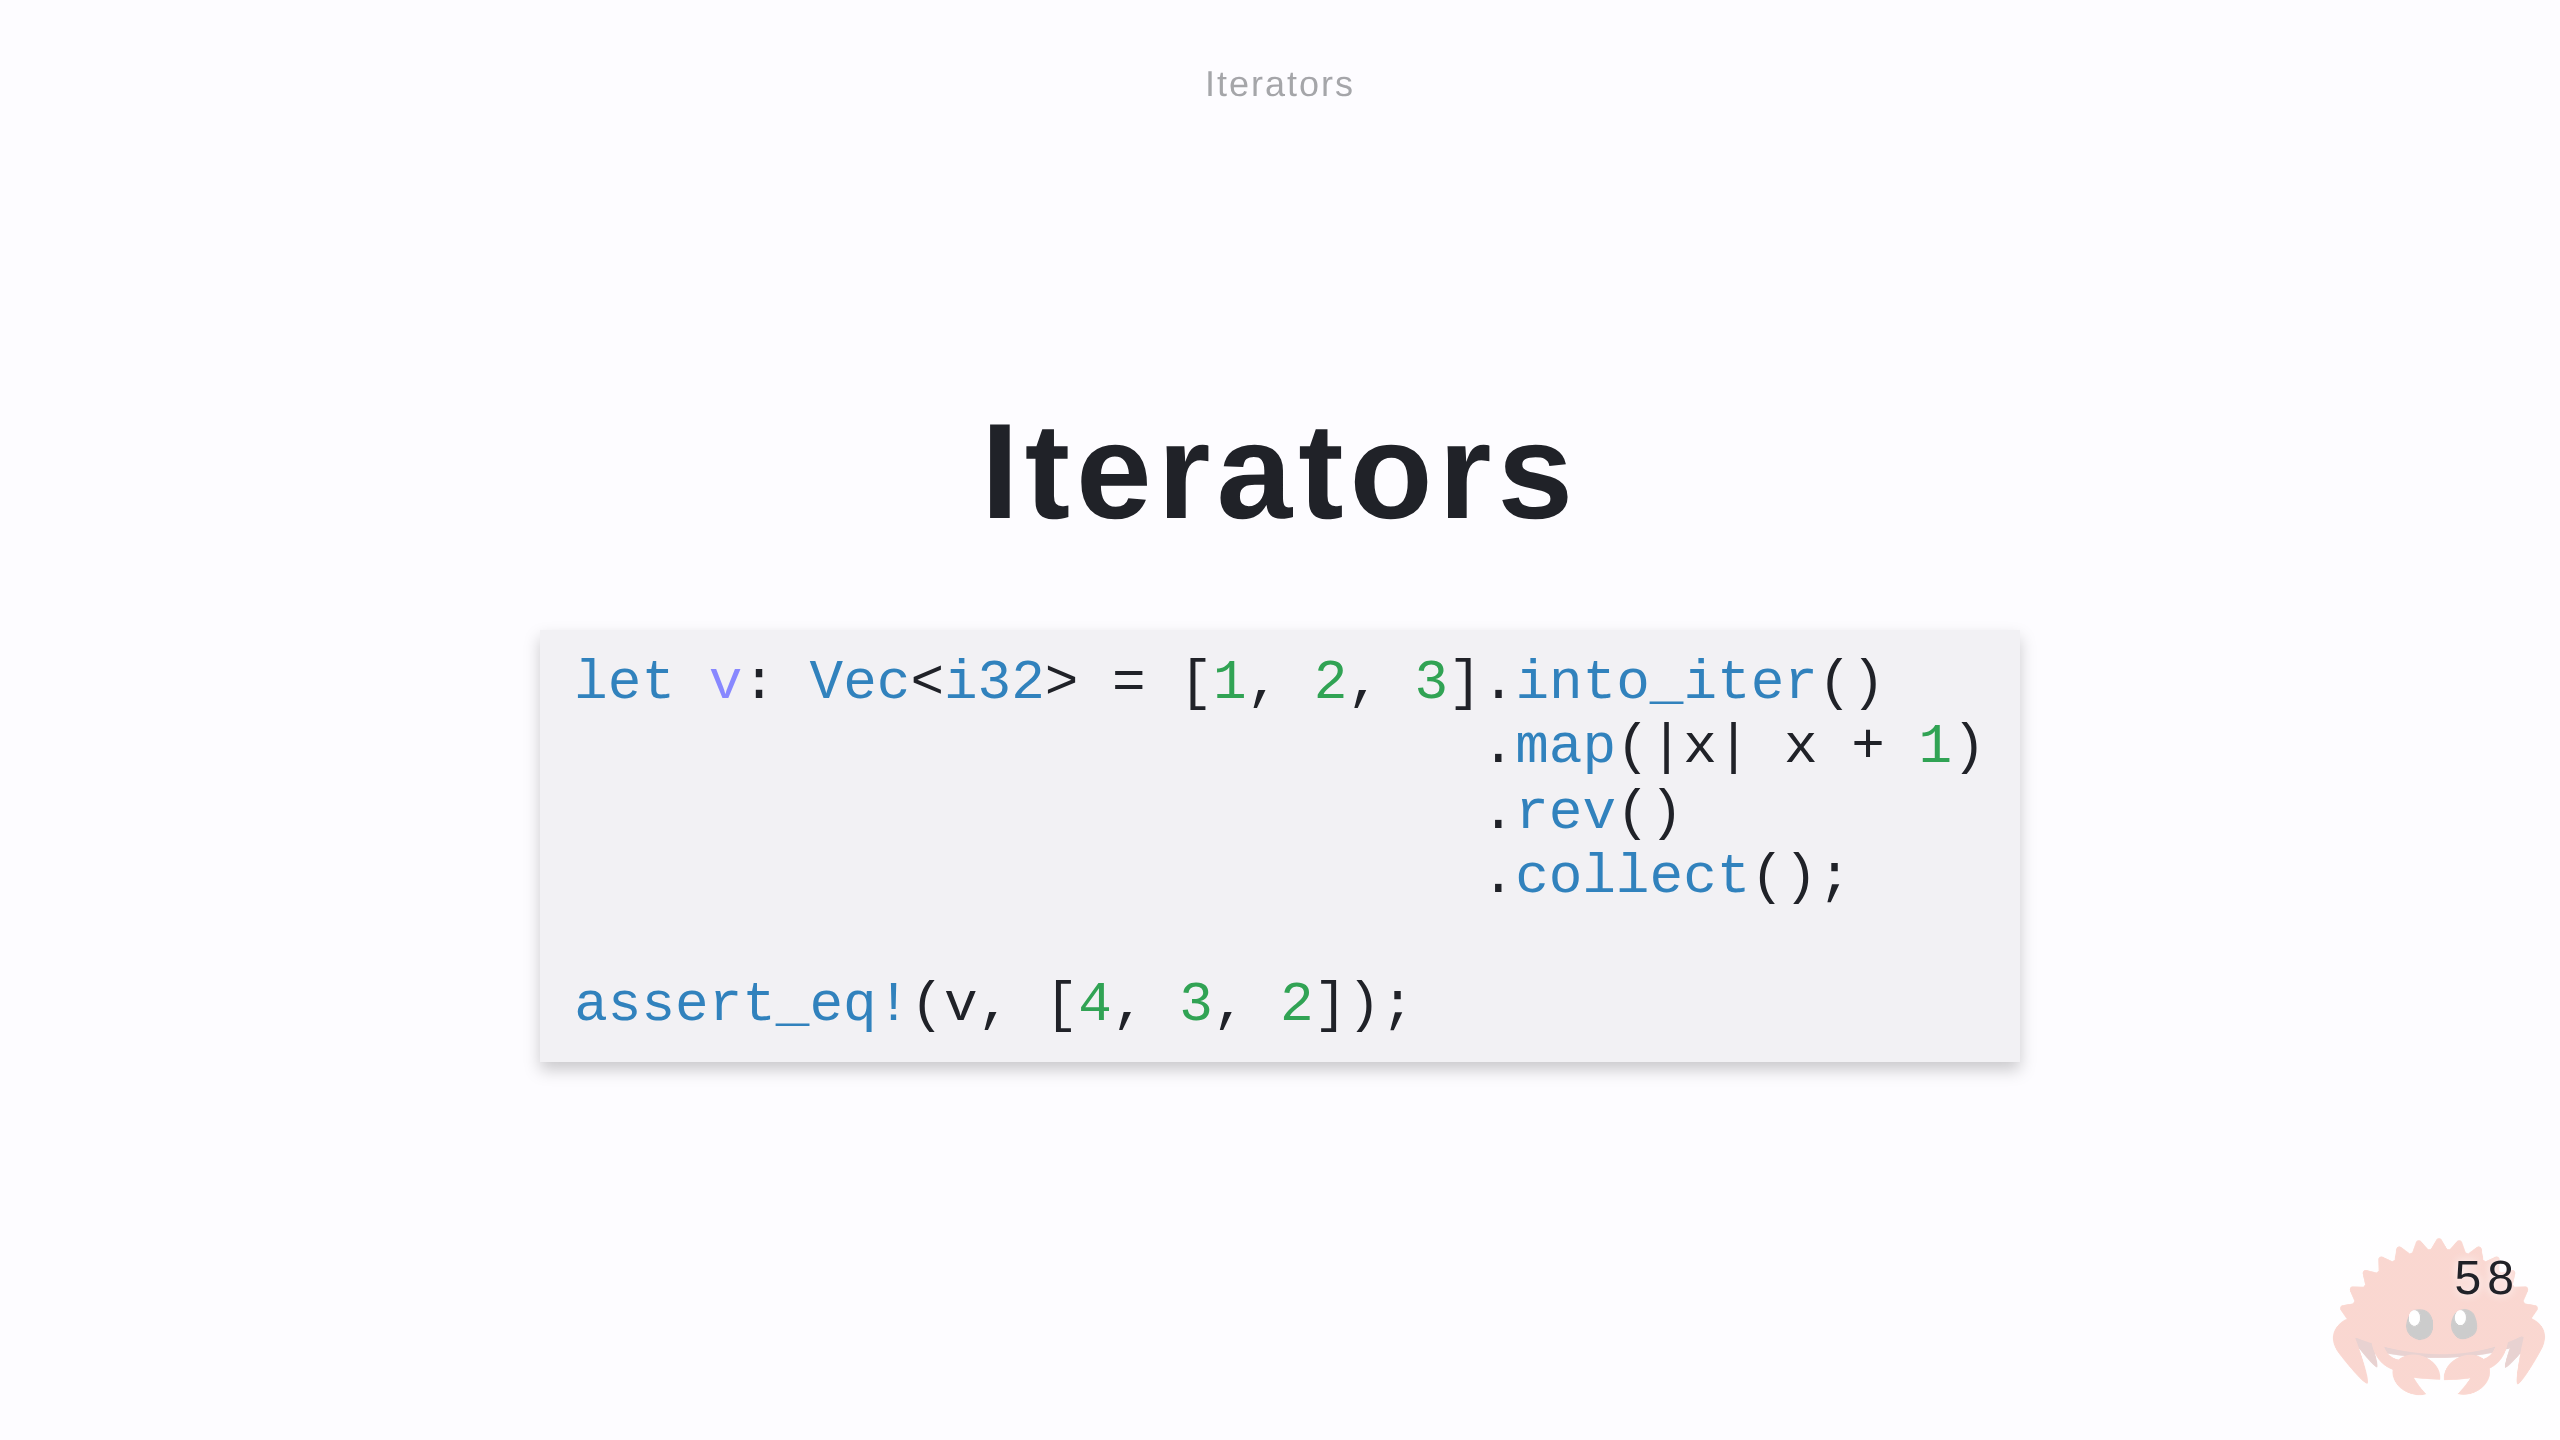 Iterators
Iterators
let v: Vec<i32> = [1, 2, 3].into_iter()
                           .map(|x| x + 1)
                           .rev()
                           .collect();
assert_eq!(v, [4, 3, 2]);
58